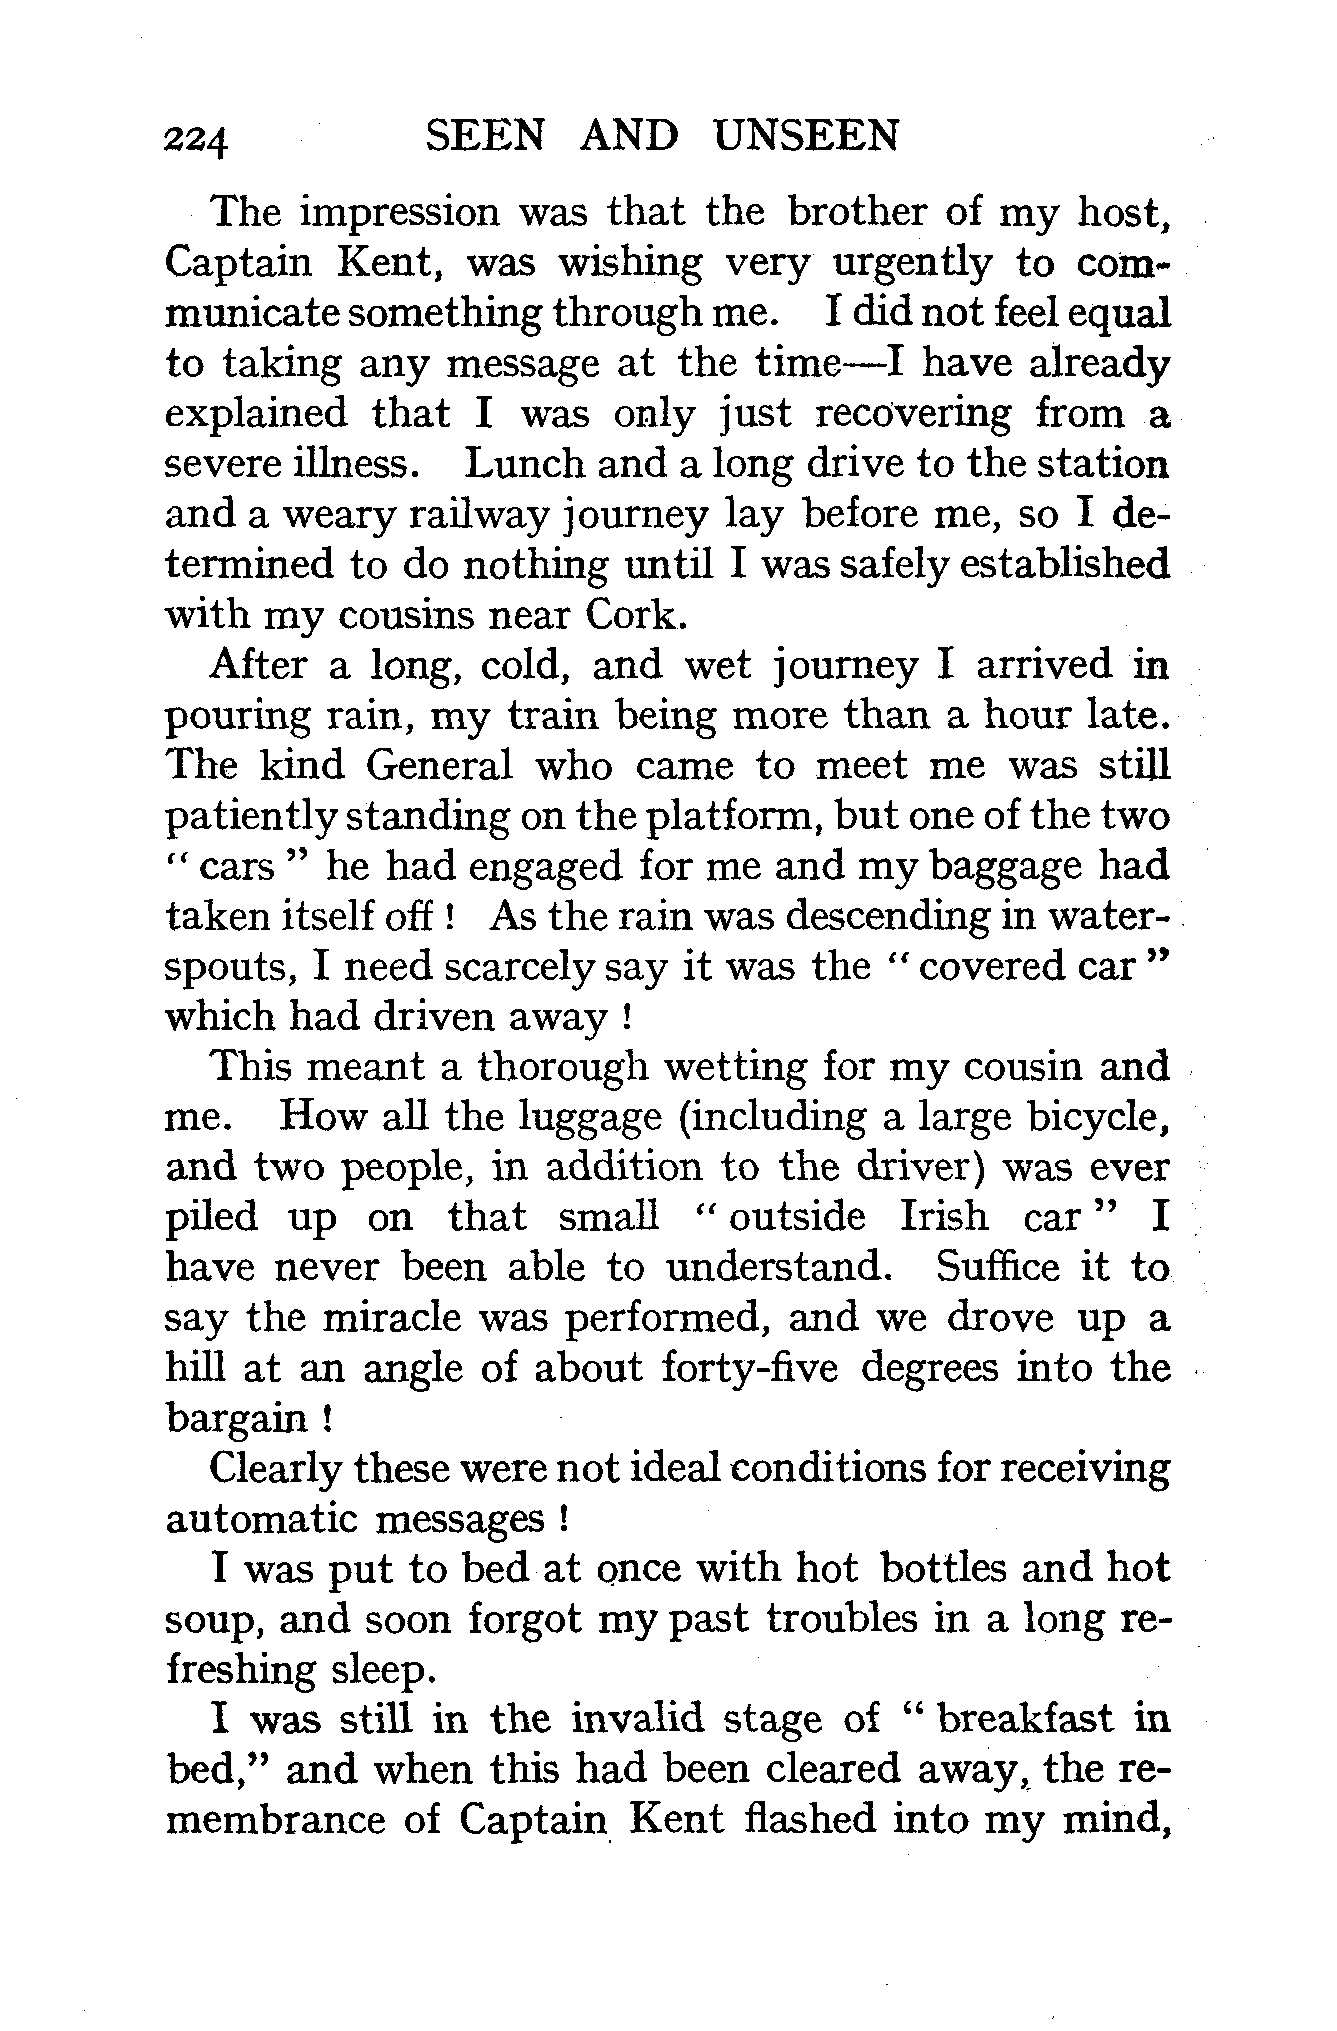 224 SEEN AND UNSEEN
The impression was that the brother of my host,
Captain Kent, was wishing very urgently to com-
municate something through me. I did not feel equal
to taking any message at the time—I have already
explained that I was only just recovering from a
severe illness. Lunch and a long drive to the station
and a weary railway journey lay before me, so I de-
termined to do nothing until I was safely established
with my cousins near Cork.
After a long, cold, and wet journey I arrived in
pouring rain, my train being more than a hour late.
The kind General who came to meet me was still
patiently standing on the platform, but one of the two
“ cars ” he had engaged for me and my baggage had
taken itself off ! As the rain was descending in water-
spouts, I need scarcely say it was the “ covered car ”
which had driven away !
This meant a thorough wetting for my cousin and
me. How all the luggage (including a large bicycle,
and two people, in addition to the driver) was ever
piled up on that small “ outside Irish car ” I
have never been able to understand. Suffice it to
say the miracle was performed, and we drove up a
hill at an angle of about forty-five degrees into the
bargain !
Clearly these were not ideal conditions for receiving
automatic messages !
I was put to bed at once with hot bottles and hot
soup, and soon forgot my past troubles in a long re-
freshing sleep.
I was still in the invalid stage of “ breakfast in
bed,” and when this had been cleared away, the re-
membrance of Captain Kent flashed into my mind,